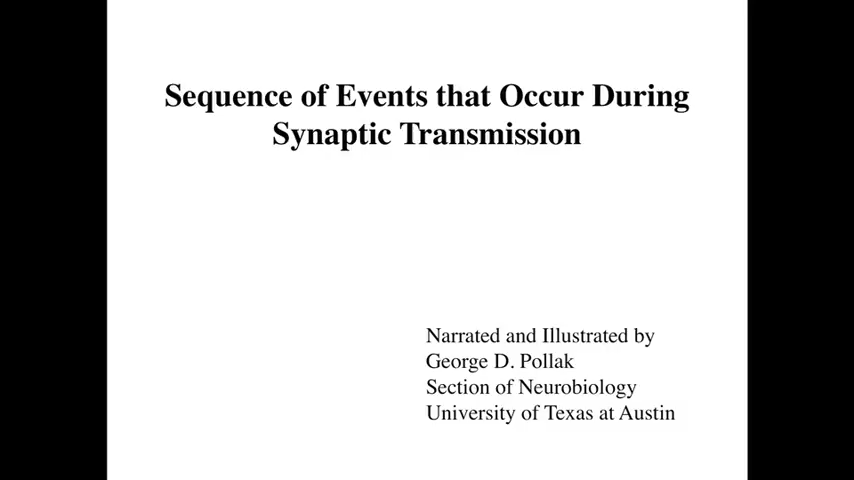 Sequence of Events that Occur During
Synaptic Transmission
Narrated and Illustrated by
George D. Pollak
Section of Neurobiology
University of Texas at Austin